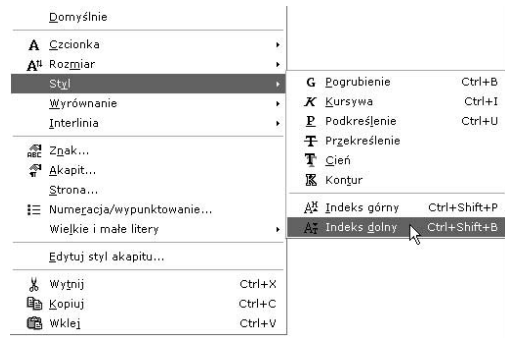 Domyślnie
Czcionka
Rozmiar
Styl
Wyrównanie
Interlinia
Znak...
Akapit...
Strona...
Numeracja/wypunktowanie...
Wielkie i małe litery
Edytuj styl akapitu...
Wytnij Ctrl+X
Kopiuj Ctrl+C
Wklej Ctrl+V
G Pogrubienie Ctrl+B
K Kursywa Ctrl+I
P Podkreślenie Ctrl+U
Przekreślenie
Cień
Kontur
Indeks górny Ctrl+Shift+P
Indeks dolny Ctrl+Shift+B